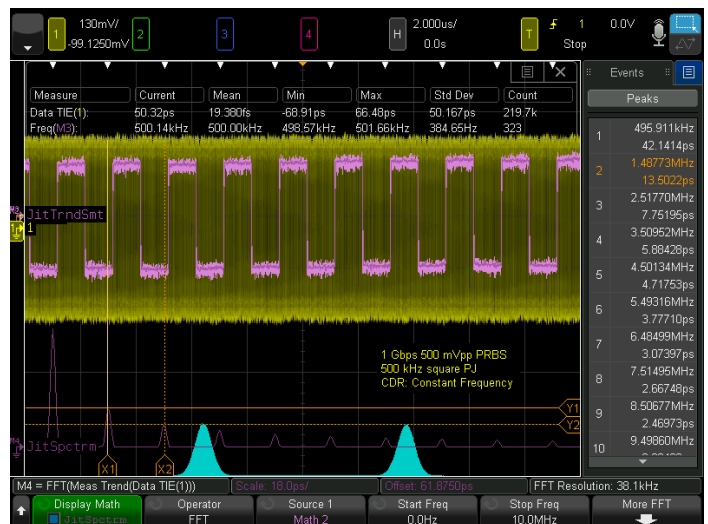 1 130mV/ 2 3 4 H 2.000us/ T 1 0.0V
-99.1250mV 0.0s Stop
Events
Peaks
Measure Current Mean Min Max Std Dev Count
Data TIE(1): 50.32ps 19.380fs -68.91ps 66.48ps 50.167ps 219.7k
Freq(M3): 500.14kHz 500.00kHz 498.57kHz 501.66kHz 384.65Hz 323
1 495.911kHz
42.1414ps
2 1.48773MHz
13.5022ps
3 2.51770MHz
7.75195ps
4 3.50952MHz
5.88428ps
5 4.50134MHz
4.71753ps
6 5.49316MHz
3.77710ps
7 6.48499MHz
3.07397ps
8 7.51495MHz
2.66748ps
9 8.50677MHz
2.46973ps
10 9.49860MHz
JitTrndSmt
1
1 Gbps 500 mVpp PRBS
500 kHz square PJ
CDR: Constant Frequency
Y1
Y2
M4 JitSpctrm
X1 X2
M4 = FFT(Meas Trend(Data TIE(1))) Scale: 18.0ps/ Offset: 61.8750ps FFT Resolution: 38.1kHz
Display Math Operator Source 1 Start Freq Stop Freq More FFT
JitSpctrm FFT Math 2 0.0Hz 10.0MHz